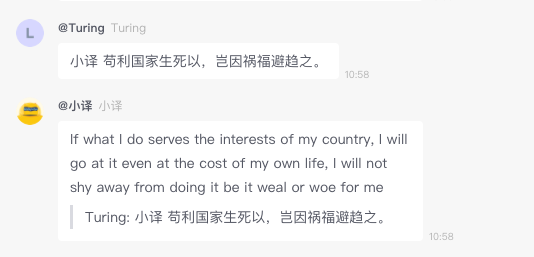 L
@Turing Turing
小译 苟利国家生死以，岂因祸福避趋之。
10:58
@小译 小译
If what I do serves the interests of my country, I will
go at it even at the cost of my own life, I will not
shy away from doing it be it weal or woe for me
Turing: 小译 苟利国家生死以，岂因祸福避趋之。
10:58